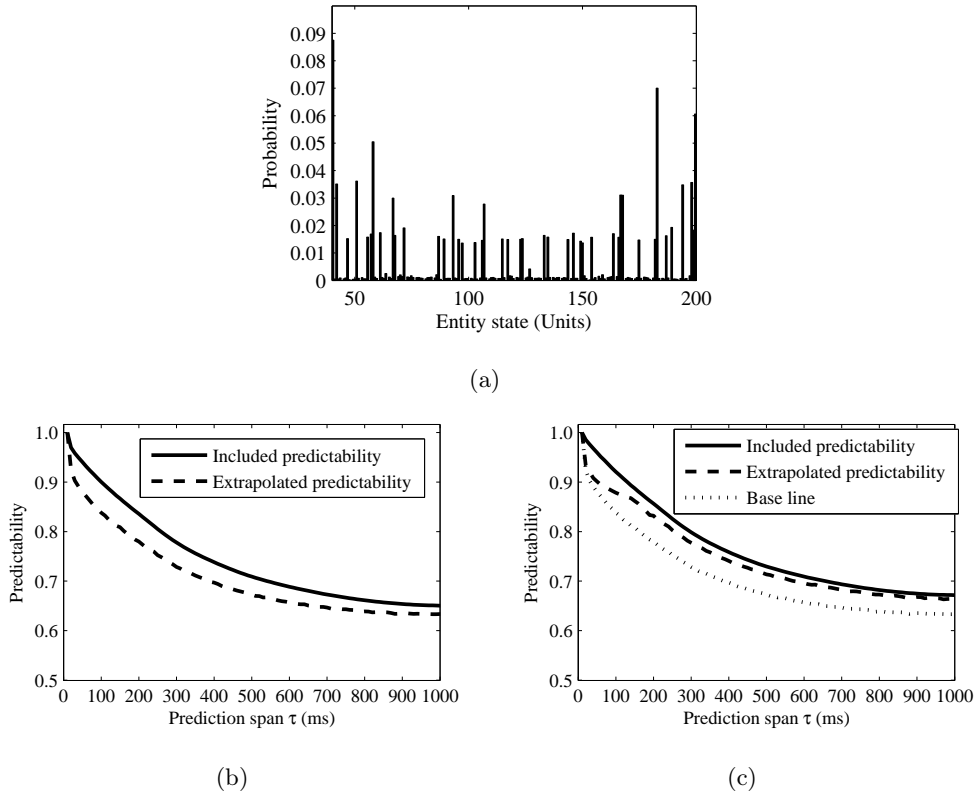 0.09
0.08
0.07
0.06
0.05
0.04
0.03
0.02
0.01
0
Probability
50 100 150 200
Entity state (Units)
(a)
1.0
0.9
0.8
0.7
0.6
0.5
Predictability
Included predictability
Extrapolated predictability
0 100 200 300 400 500 600 700 800 900 1000
Prediction span τ (ms)
(b)
1.0
0.9
0.8
0.7
0.6
0.5
Predictability
Included predictability
Extrapolated predictability
Base line
0 100 200 300 400 500 600 700 800 900 1000
Prediction span τ (ms)
(c)